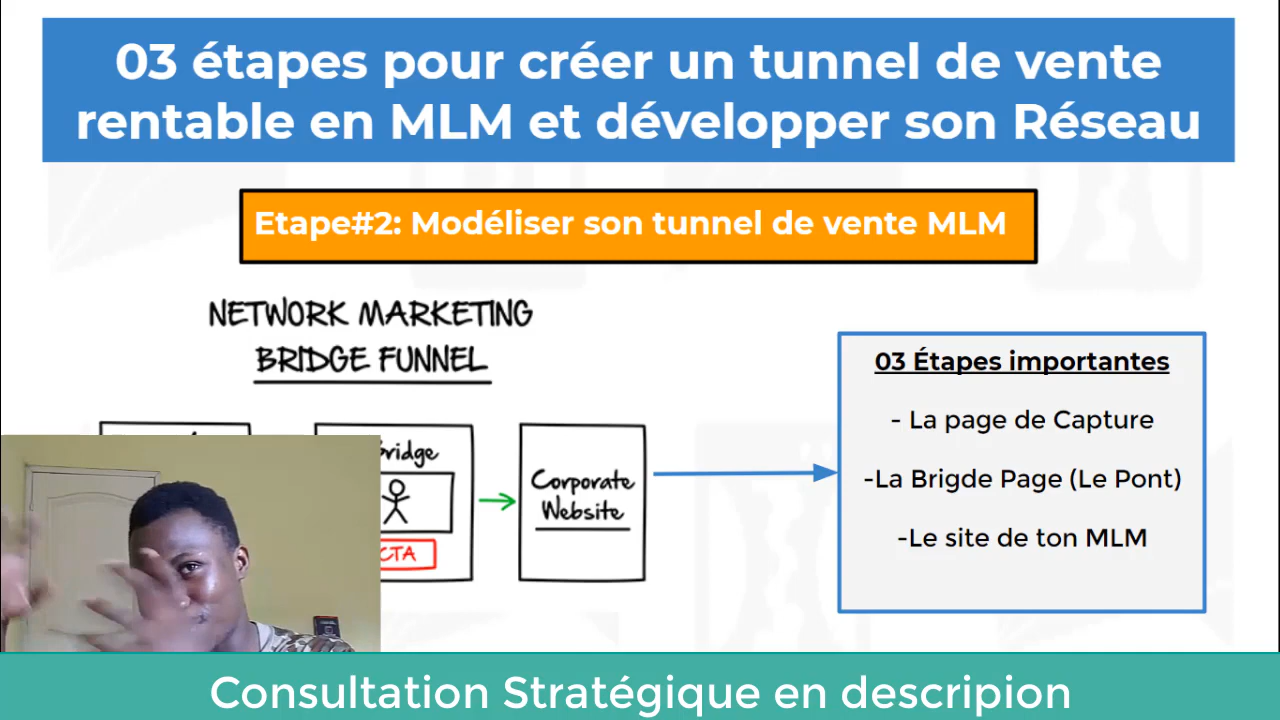 03 étapes pour créer un tunnel de vente
rentable en MLM et développer son Réseau
Etape#2: Modéliser son tunnel de vente MLM
NETWORK MARKETING
BRIDGE FUNNEL
Corporate
Website
CTA
03 Étapes importantes
- La page de Capture
-La Brigde Page (Le Pont)
-Le site de ton MLM
Consultation Stratégique en descripion